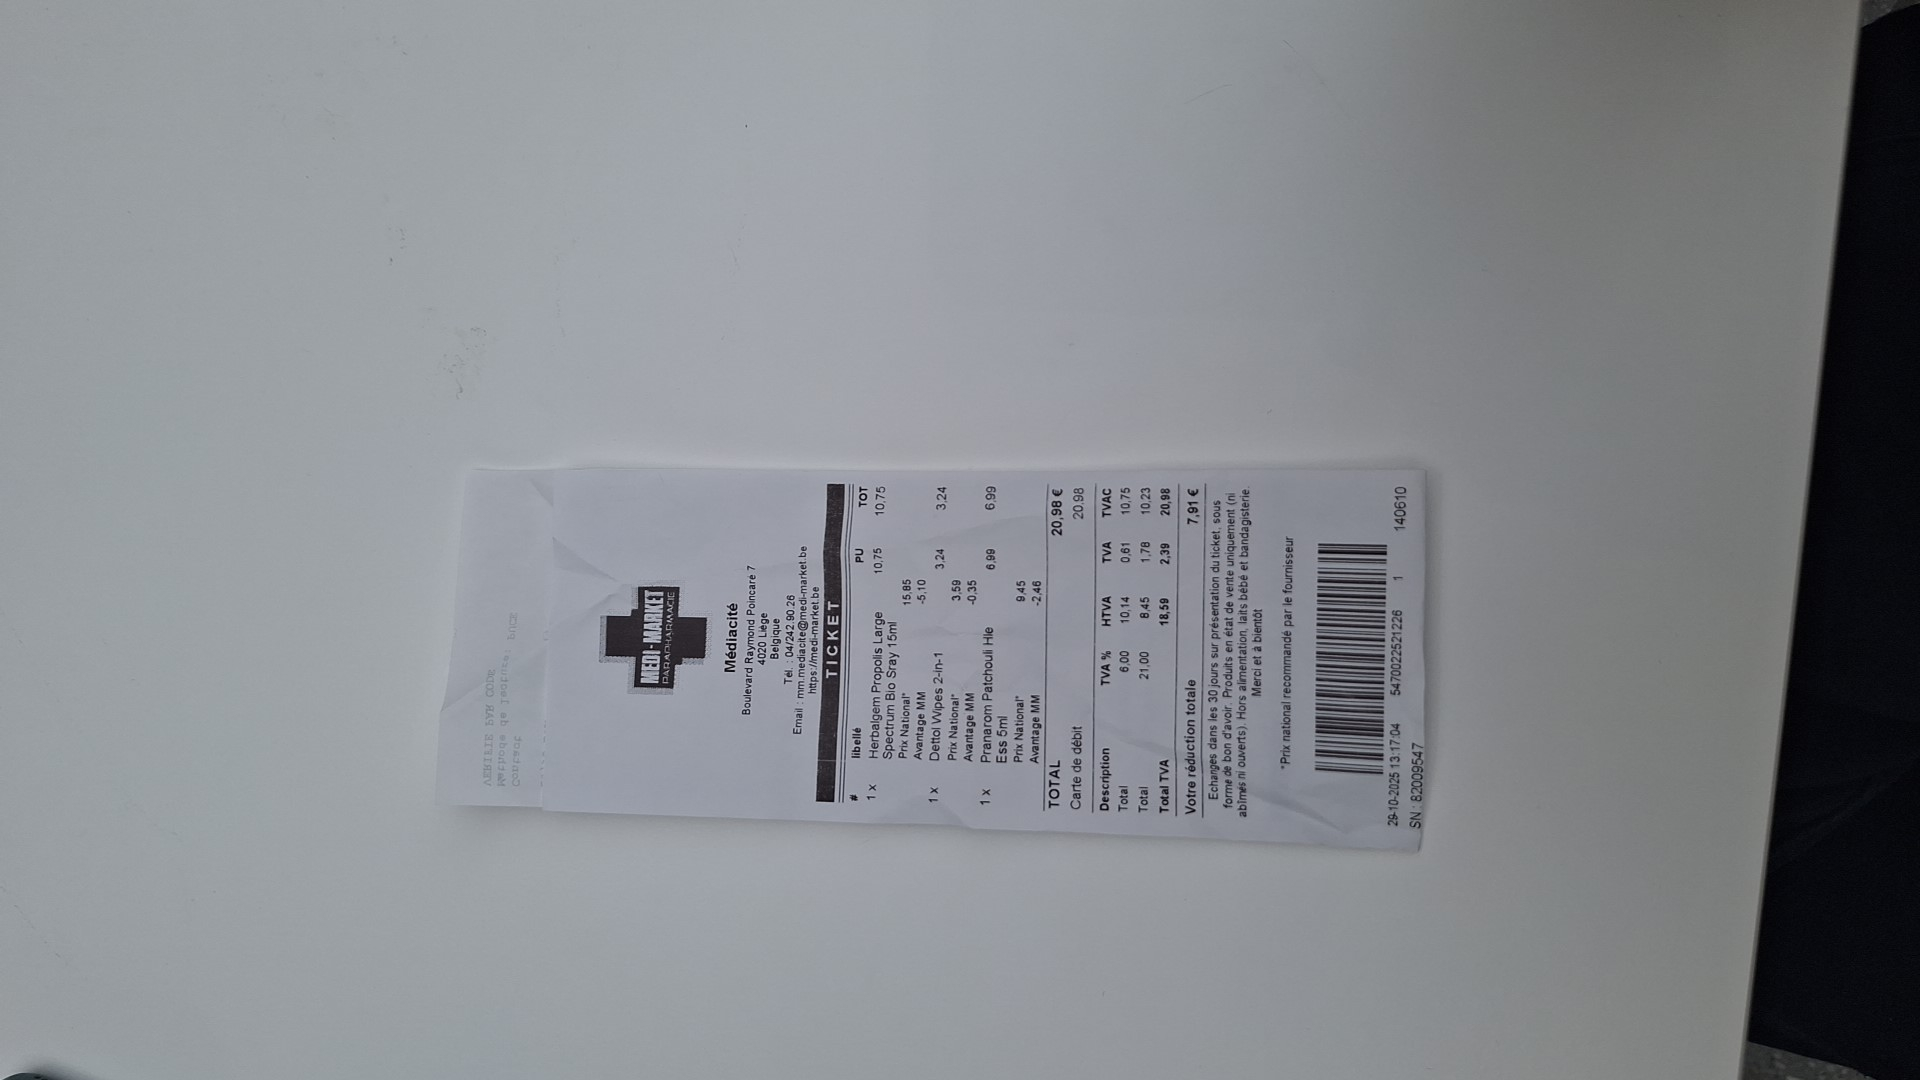 MEDI-MARKET
PARAPHARMACIE
Médiacité
Boulevard Raymond Poincaré 7
4020 Liège
Belgique
Tél. : 04/242.90.26
Email : mm.mediacite@medi-market.be
https://medi-market.be
TICKET
# libellé PU TOT
1 x Herbalgem Propolis Large 10,75 10,75
Spectrum Bio Sray 15ml
Prix National* 15,85
Avantage MM -5,10
1 x Dettol Wipes 2-in-1 3,24 3,24
Prix National* 3,59
Avantage MM -0,35
1 x Pranarom Patchouli Hle 6,99 6,99
Ess 5ml
Prix National* 9,45
Avantage MM -2,46
TOTAL 20,98 €
Carte de débit 20,98
Description TVA % HTVA TVA TVAC
Total 6,00 10,14 0,61 10,75
Total 21,00 8,45 1,78 10,23
Total TVA 18,59 2,39 20,98
Votre réduction totale 7,91 €
Echanges dans les 30 jours sur présentation du ticket, sous
forme de bon d'avoir. Produits en état de vente uniquement (ni
abîmés ni ouverts). Hors alimentation, laits bébé et bandagisterie.
Merci et à bientôt
*Prix national recommandé par le fournisseur
29-10-2025 13:17:04 5470022521226 1 140610
SN : 82009547